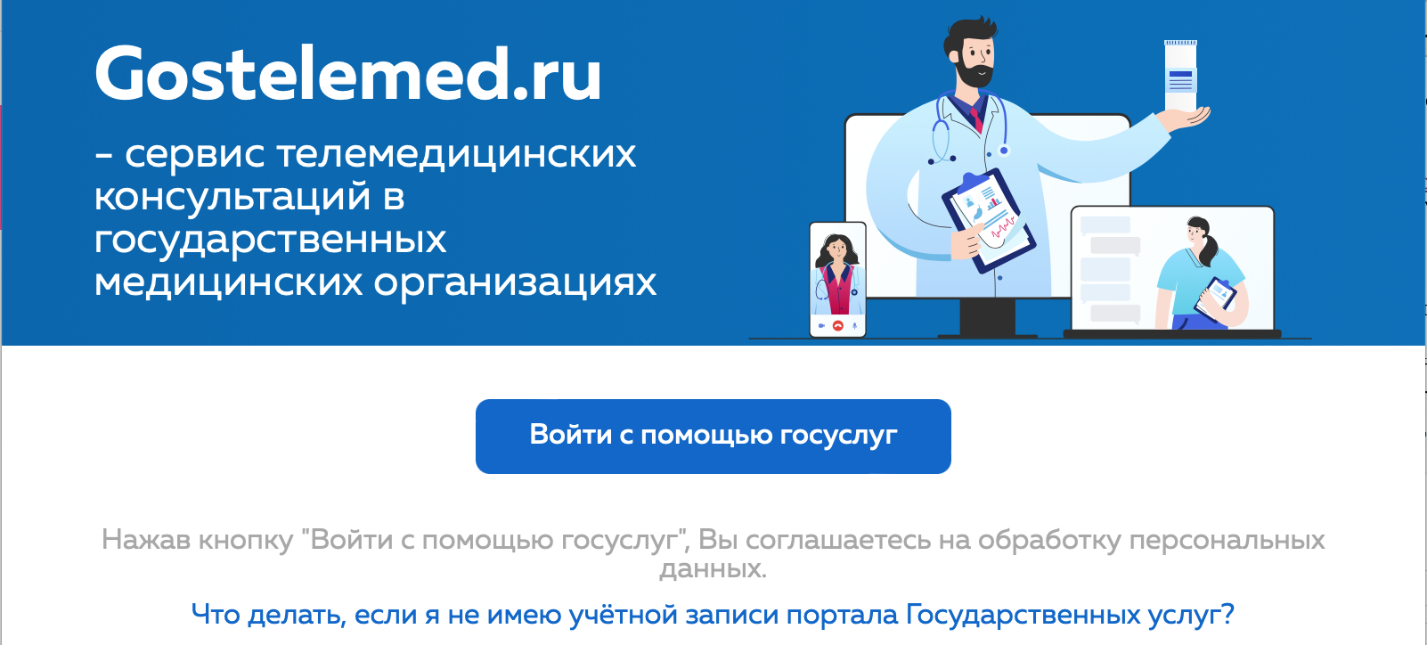 Gostelemed.ru
- сервис телемедицинских
консультаций в
государственных
медицинских организациях
Войти с помощью госуслуг
Нажав кнопку "Войти с помощью госуслуг", Вы соглашаетесь на обработку персональных
данных.
Что делать, если я не имею учётной записи портала Государственных услуг?